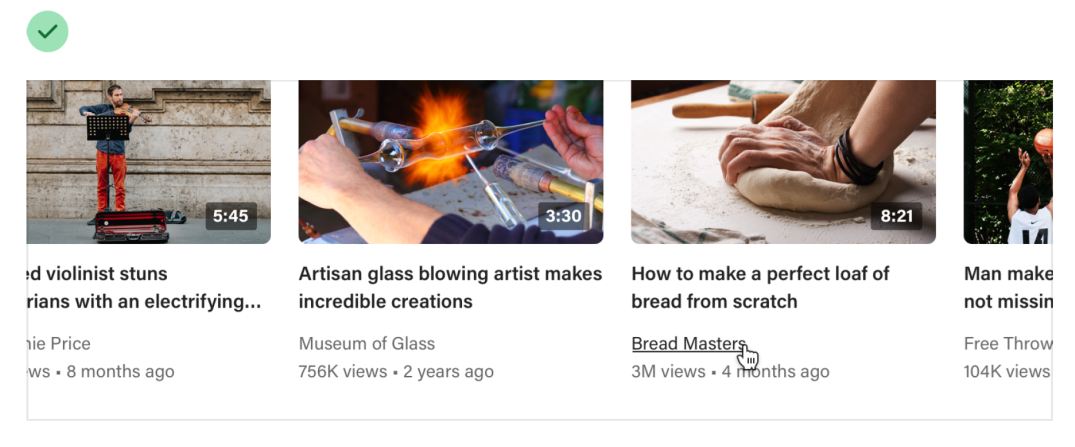 5:45
3:30
8:21
14
ed violinist stuns
rians with an electrifying...
nie Price
ws • 8 months ago
Artisan glass blowing artist makes
incredible creations
Museum of Glass
756K views • 2 years ago
How to make a perfect loaf of
bread from scratch
Bread Masters
3M views • 4 months ago
Man make
not missin
Free Throw
104K views